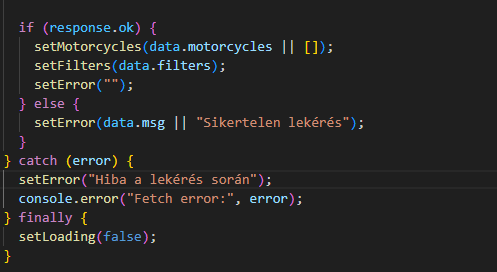 if (response.ok) {
setMotorcycles(data.motorcycles || []);
setFilters(data.filters);
setError("");
} else {
setError(data.msg || "Sikertelen lekérés");
}
} catch (error) {
setError("Hiba a lekérés során");
console.error("Fetch error:", error);
} finally {
setLoading(false);
}